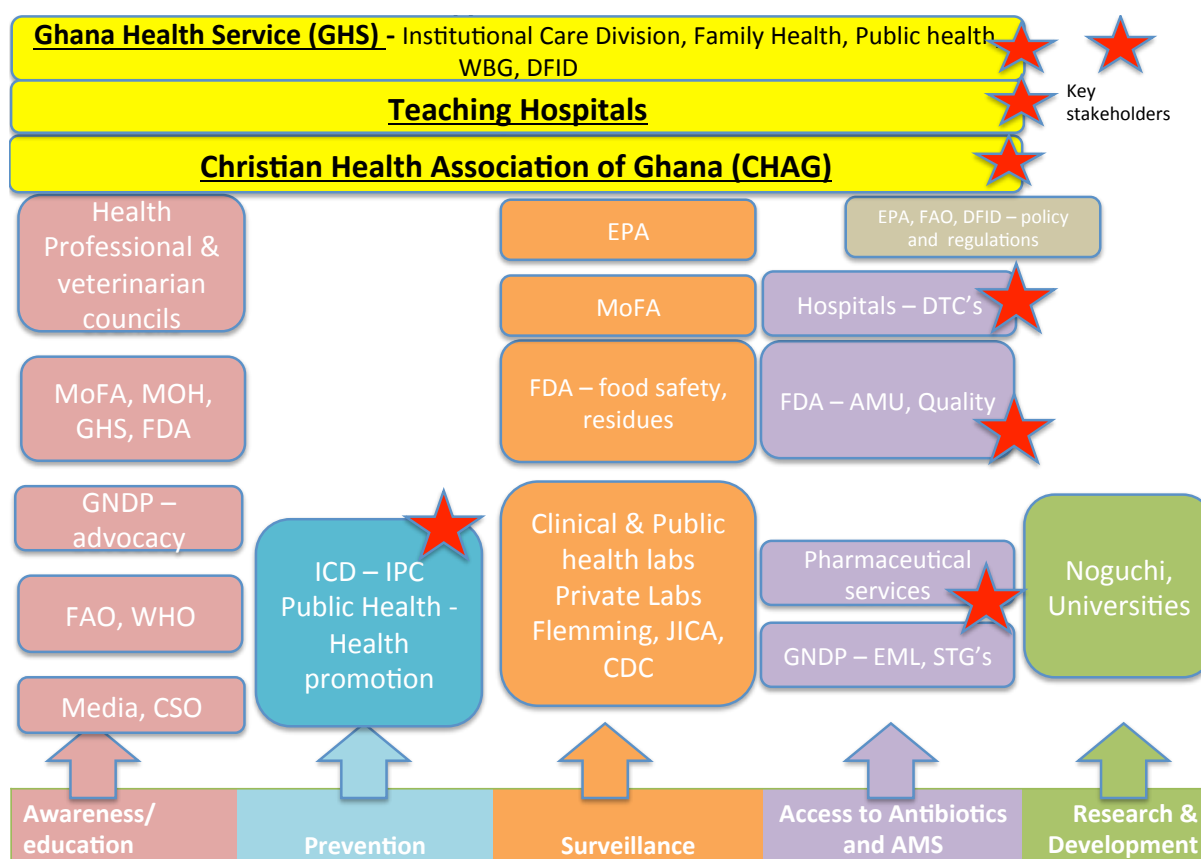 Ghana Health Service (GHS) - Institutional Care Division, Family Health, Public health,
WBG, DFID
Key
stakeholders
Teaching Hospitals
Christian Health Association of Ghana (CHAG)
Health
Professional &
veterinarian
councils
MoFA, MOH,
GHS, FDA
GNDP –
advocacy
FAO, WHO
Media, CSO
ICD – IPC
Public Health -
Health
promotion
EPA
MoFA
FDA – food safety,
residues
Clinical & Public
health labs
Private Labs
Flemming, JICA,
CDC
EPA, FAO, DFID – policy
and regulations
Hospitals – DTC's
FDA – AMU, Quality
Pharmaceutical
services
GNDP – EML, STG's
Noguchi,
Universities
Awareness/
education
Prevention
Surveillance
Access to Antibiotics
and AMS
Research &
Development